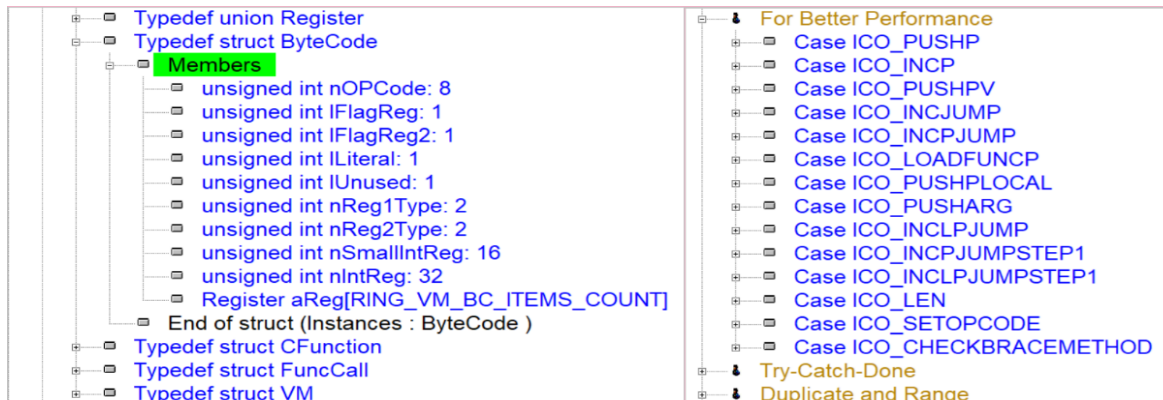 Typedef union Register
Typedef struct ByteCode
Members
unsigned int nOPCode: 8
unsigned int lFlagReg: 1
unsigned int lFlagReg2: 1
unsigned int lLiteral: 1
unsigned int lUnused: 1
unsigned int nReg1Type: 2
unsigned int nReg2Type: 2
unsigned int nSmallIntReg: 16
unsigned int nIntReg: 32
Register aReg[RING_VM_BC_ITEMS_COUNT]
End of struct (Instances : ByteCode )
Typedef struct CFunction
Typedef struct FuncCall
Typedef struct VM
For Better Performance
Case ICO_PUSHP
Case ICO_INCP
Case ICO_PUSHPV
Case ICO_INCJUMP
Case ICO_INCPJUMP
Case ICO_LOADFUNCP
Case ICO_PUSHPLOCAL
Case ICO_PUSHARG
Case ICO_INCLPJUMP
Case ICO_INCPJUMPSTEP1
Case ICO_INCLPJUMPSTEP1
Case ICO_LEN
Case ICO_SETOPCODE
Case ICO_CHECKBRACEMETHOD
Try-Catch-Done
Duplicate and Range